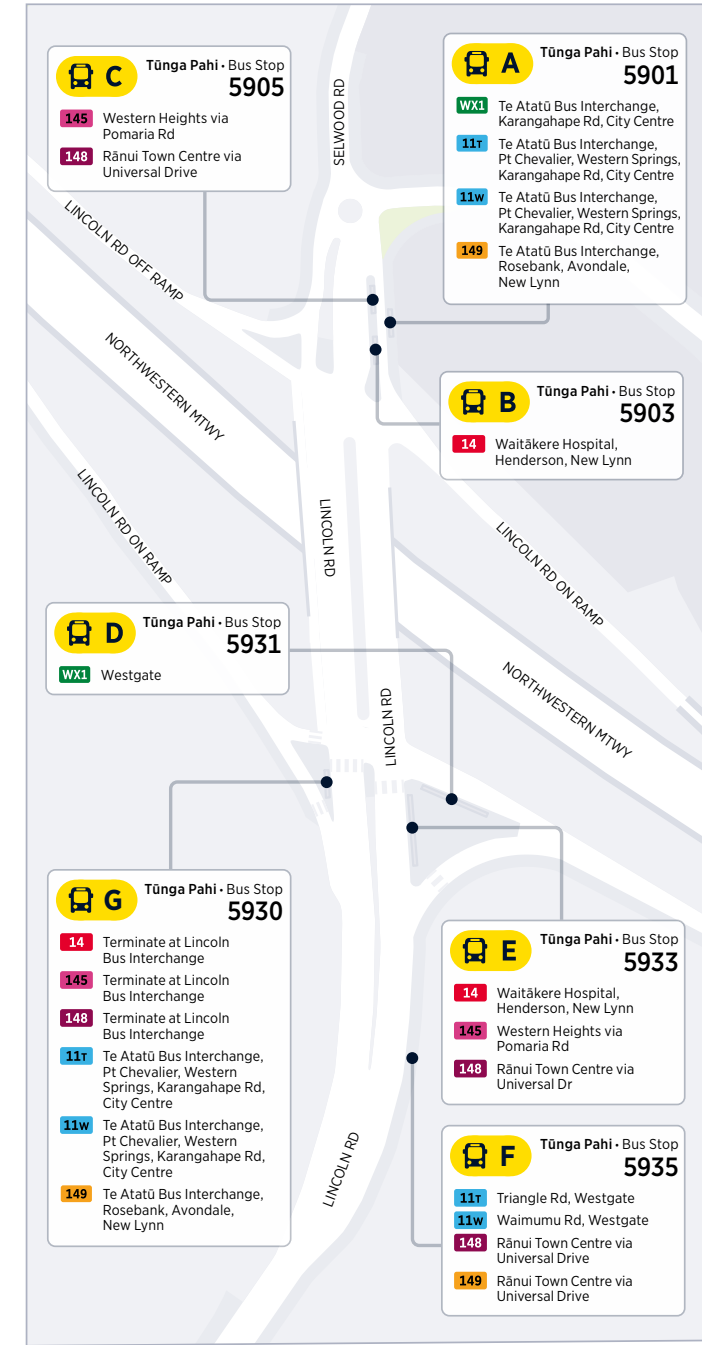 C
Tūnga Pahi • Bus Stop
5905
145 Western Heights via
Pomaria Rd
148 Rānui Town Centre via
Universal Drive
A
Tūnga Pahi • Bus Stop
5901
WX1 Te Atatū Bus Interchange,
Karangahape Rd, City Centre
11T Te Atatū Bus Interchange,
Pt Chevalier, Western Springs,
Karangahape Rd, City Centre
11W Te Atatū Bus Interchange,
Pt Chevalier, Western Springs,
Karangahape Rd, City Centre
149 Te Atatū Bus Interchange,
Rosebank, Avondale,
New Lynn
SELWOOD RD
LINCOLN RD OFF RAMP
NORTHWESTERN MTWY
B
Tūnga Pahi • Bus Stop
5903
14 Waitākere Hospital,
Henderson, New Lynn
LINCOLN RD ON RAMP
LINCOLN RD
LINCOLN RD ON RAMP
D
Tūnga Pahi • Bus Stop
5931
WX1 Westgate
LINCOLN RD
NORTHWESTERN MTWY
G
Tūnga Pahi • Bus Stop
5930
14 Terminate at Lincoln
Bus Interchange
145 Terminate at Lincoln
Bus Interchange
148 Terminate at Lincoln
Bus Interchange
11T Te Atatū Bus Interchange,
Pt Chevalier, Western
Springs, Karangahape Rd,
City Centre
11W Te Atatū Bus Interchange,
Pt Chevalier, Western
Springs, Karangahape Rd,
City Centre
149 Te Atatū Bus Interchange,
Rosebank, Avondale,
New Lynn
E
Tūnga Pahi • Bus Stop
5933
14 Waitākere Hospital,
Henderson, New Lynn
145 Western Heights via
Pomaria Rd
148 Rānui Town Centre via
Universal Dr
LINCOLN RD
F
Tūnga Pahi • Bus Stop
5935
11T Triangle Rd, Westgate
11W Waimumu Rd, Westgate
148 Rānui Town Centre via
Universal Drive
149 Rānui Town Centre via
Universal Drive